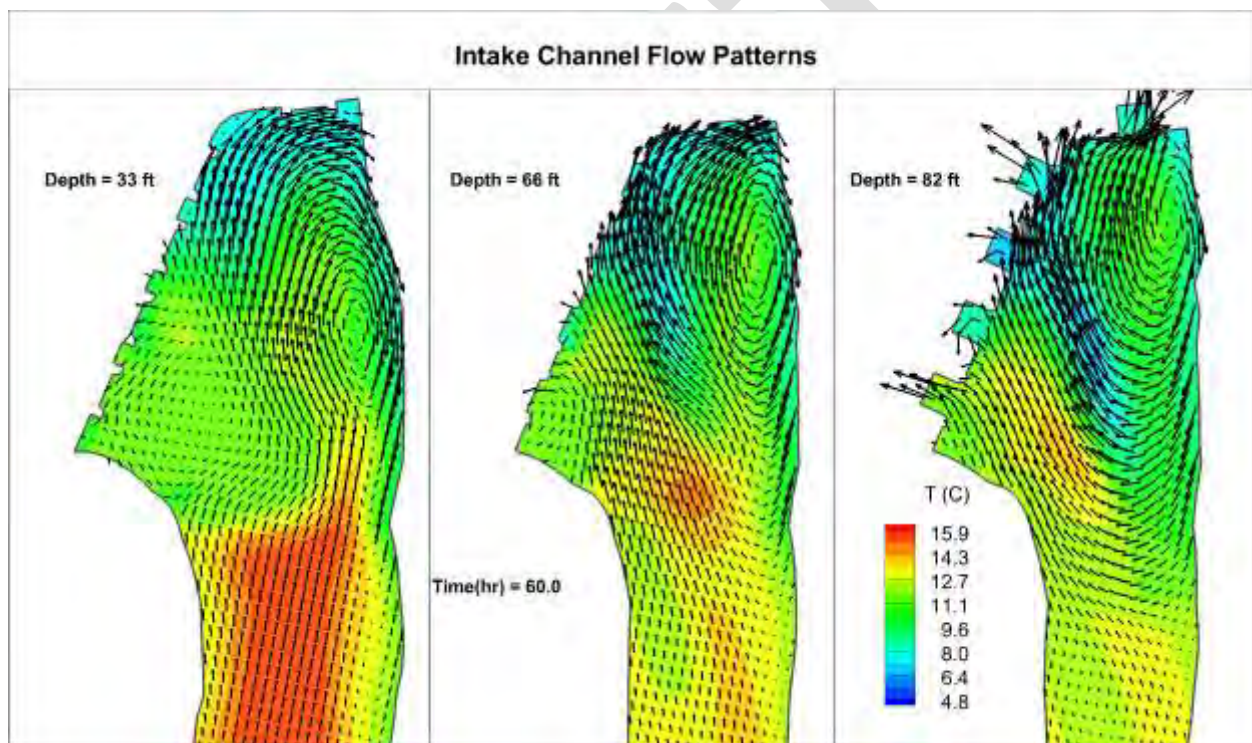 Intake Channel Flow Patterns
Depth = 33 ft
Depth = 66 ft
Depth = 82 ft
Time(hr) = 60.0
T (C)
15.9
14.3
12.7
11.1
9.6
8.0
6.4
4.8